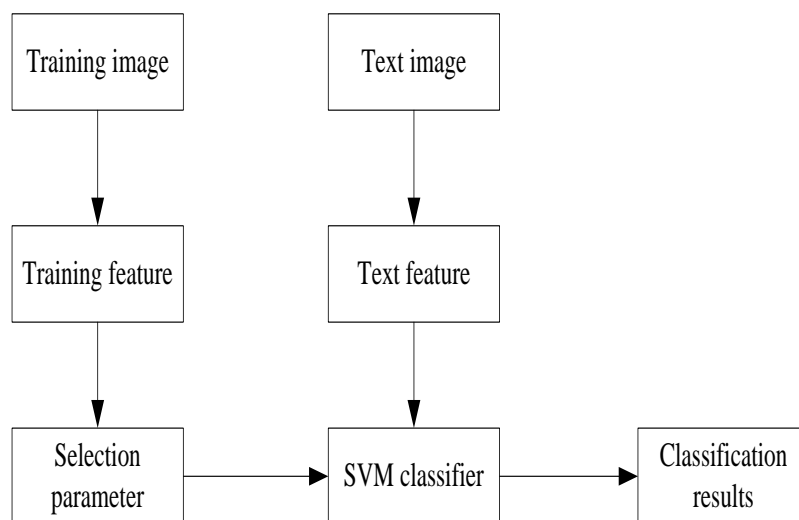 Training image
Text image
Training feature
Text feature
Selection
parameter
SVM classifier
Classification
results